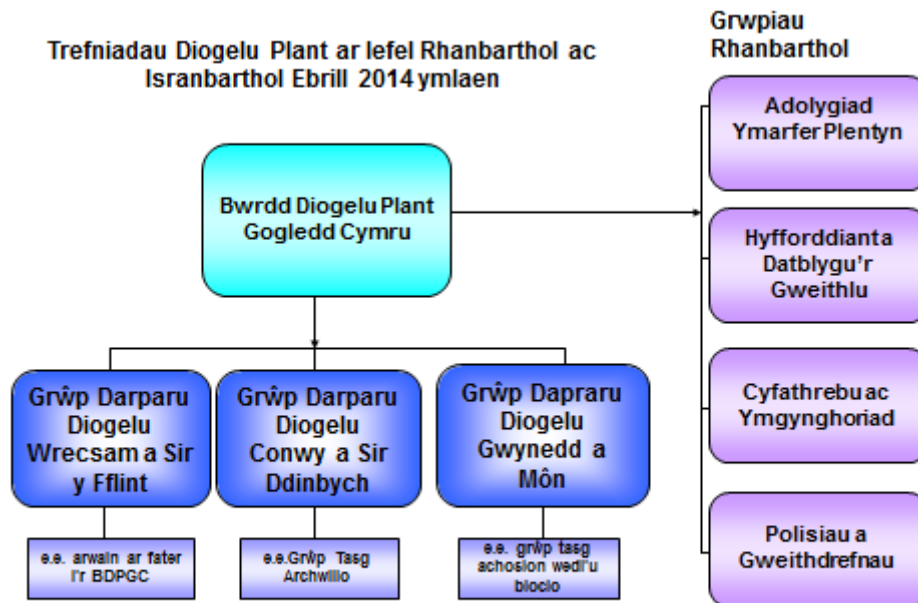 Trefniadau Diogelu Plant ar lefel Rhanbarthol ac
Isranbarthol Ebrill 2014 ymlaen
Grwpiau
Rhanbarthol
Adolygiad
Ymarfer Plentyn
Bwrdd Diogelu Plant
Gogledd Cymru
Hyfforddiant a
Datblygu'r
Gweithlu
Cyfathrebu ac
Ymgynghoriad
Polisiau a
Gweithdrefnau
Grŵp Darparu
Diogelu
Wrecsam a Sir
y Fflint
Grŵp Darparu
Diogelu
Conwy a Sir
Ddinbych
Grŵp Dapraru
Diogelu
Gwynedd a
Môn
e.e. arwain ar fater
i'r BDPGC
e.e.Grŵp Tasg
Archwilio
e.e. grŵp tasg
achosion wedi'u
blocio